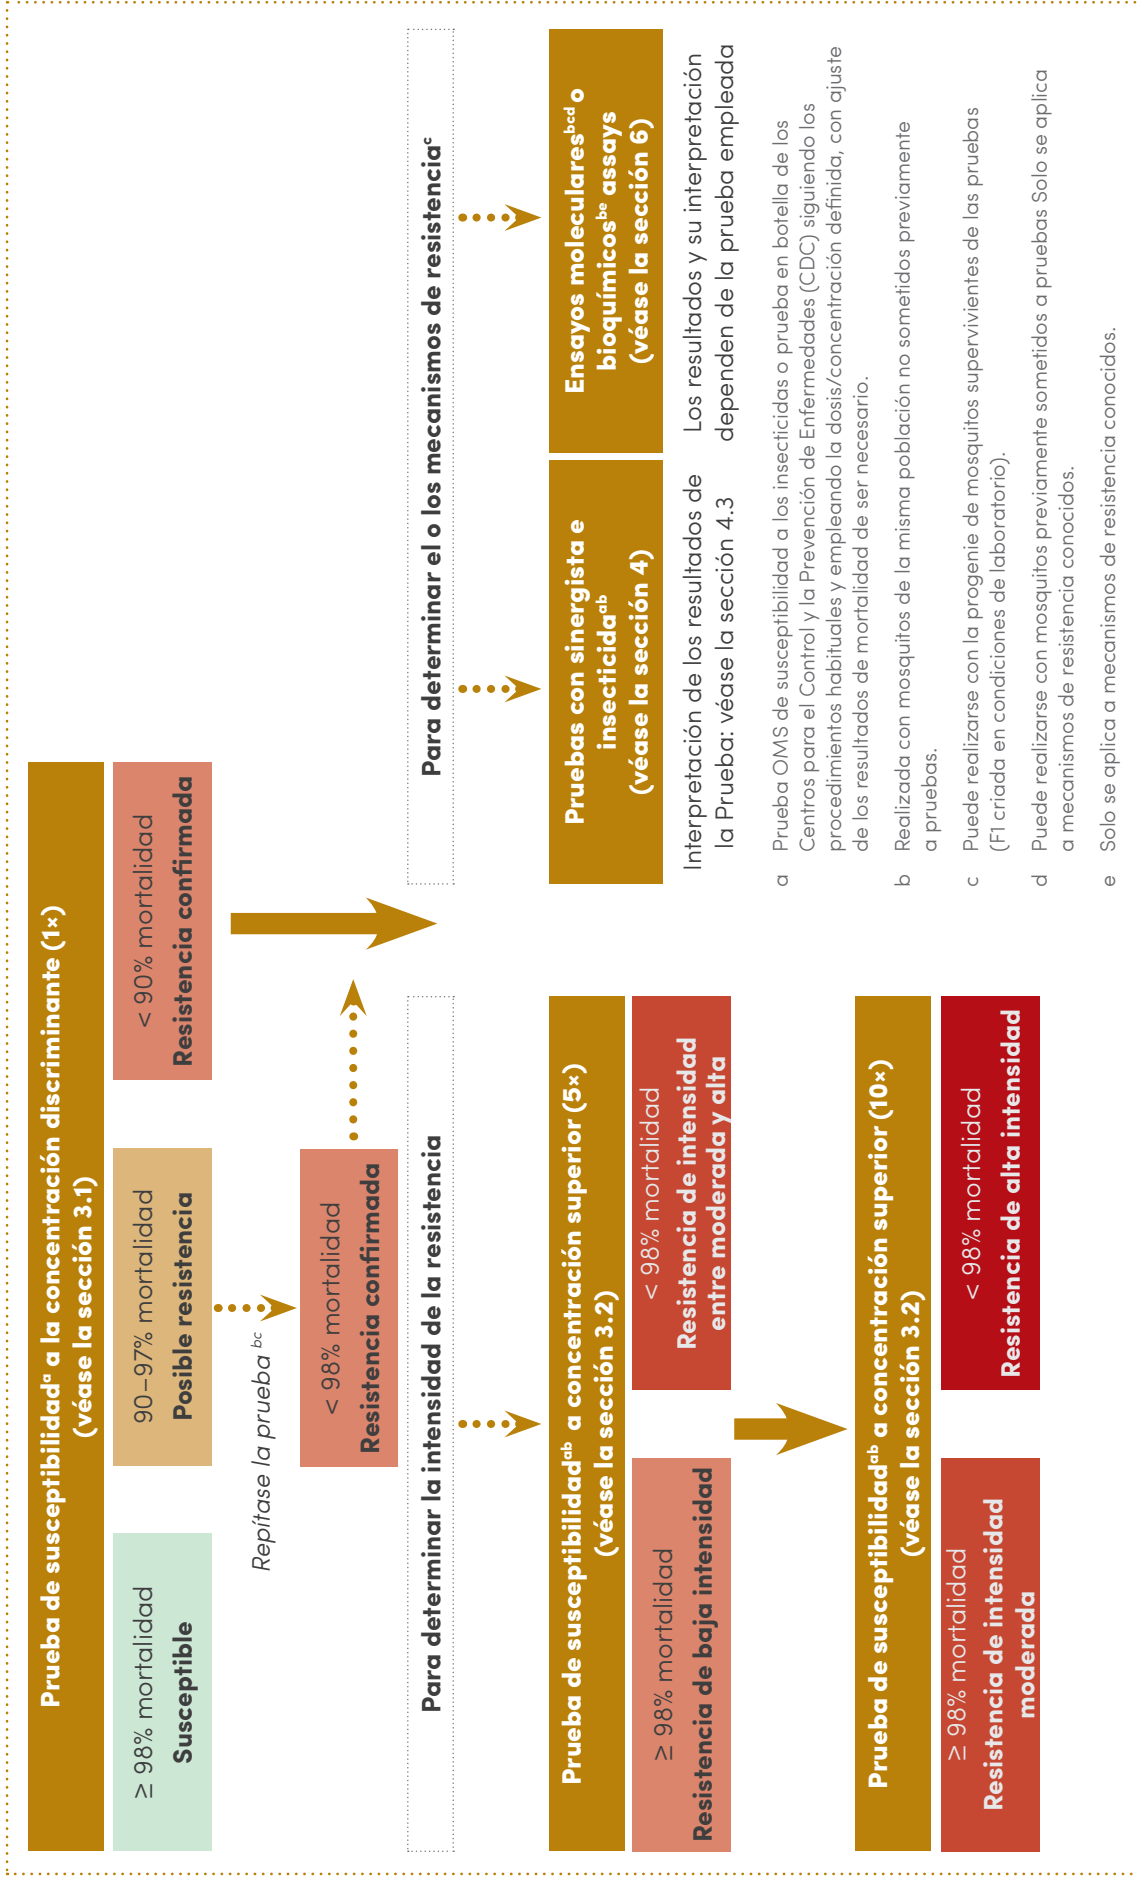 Prueba de susceptibilidadᵃ a la concentración discriminante (1×)
(véase la sección 3.1)
≥ 98% mortalidad
Susceptible
90–97% mortalidad
Posible resistencia
< 90% mortalidad
Resistencia confirmada
Repítase la prueba ᵇᶜ
< 98% mortalidad
Resistencia confirmada
Para determinar la intensidad de la resistencia
Prueba de susceptibilidadᵃᵇ a concentración superior (5×)
(véase la sección 3.2)
≥ 98% mortalidad
Resistencia de baja intensidad
< 98% mortalidad
Resistencia de intensidad
entre moderada y alta
Prueba de susceptibilidadᵃᵇ a concentración superior (10×)
(véase la sección 3.2)
≥ 98% mortalidad
Resistencia de intensidad
moderada
< 98% mortalidad
Resistencia de alta intensidad
Para determinar el o los mecanismos de resistenciaᶜ
Pruebas con sinergista e
insecticidaᵃᵇ
(véase la sección 4)
Interpretación de los resultados de
la Prueba: véase la sección 4.3
Ensayos molecularesᵇᶜᵈ o
bioquímicosᵇᵉ assays
(véase la sección 6)
Los resultados y su interpretación
dependen de la prueba empleada
a Prueba OMS de susceptibilidad a los insecticidas o prueba en botella de los
Centros para el Control y la Prevención de Enfermedades (CDC) siguiendo los
procedimientos habituales y empleando la dosis/concentración definida, con ajuste
de los resultados de mortalidad de ser necesario.
b Realizada con mosquitos de la misma población no sometidos previamente
a pruebas.
c Puede realizarse con la progenie de mosquitos supervivientes de las pruebas
(F1 criada en condiciones de laboratorio).
d Puede realizarse con mosquitos previamente sometidos a pruebas Solo se aplica
a mecanismos de resistencia conocidos.
e Solo se aplica a mecanismos de resistencia conocidos.